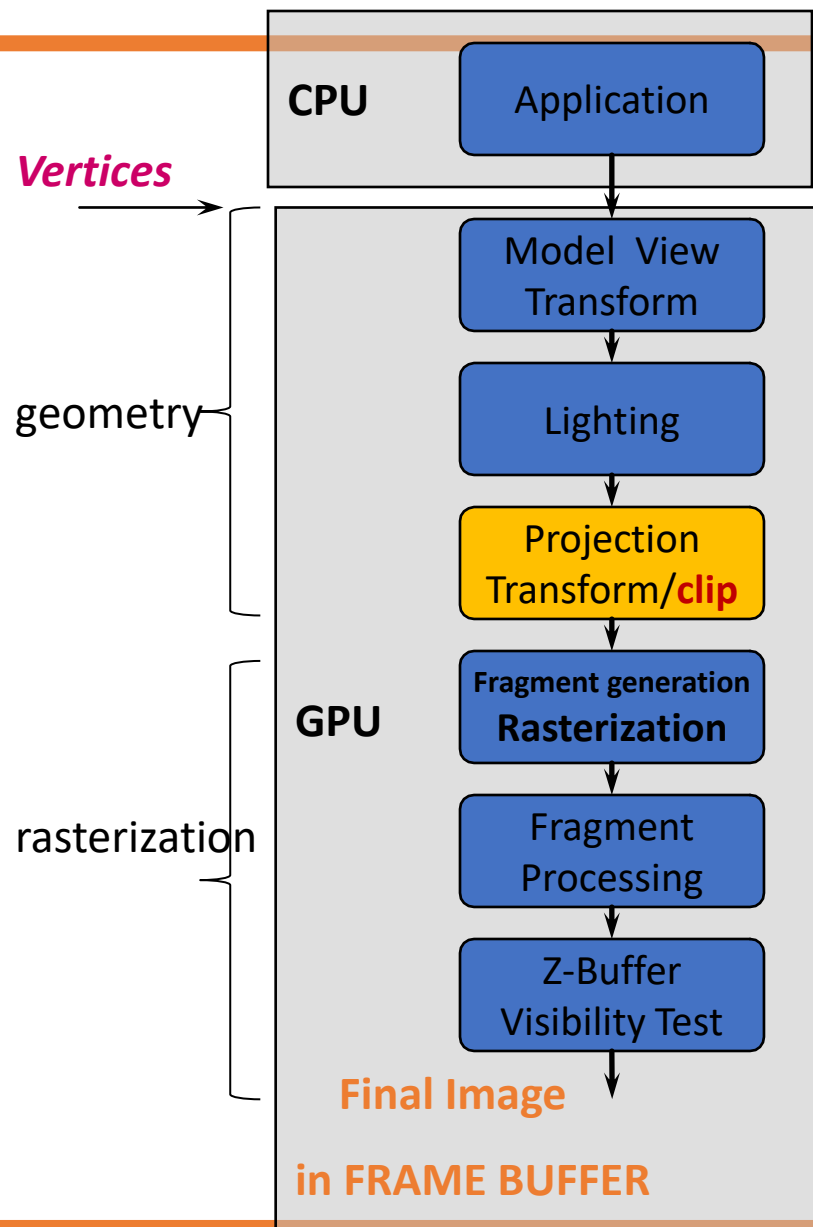 CPU
Application
Vertices
Model View
Transform
geometry
Lighting
Projection
Transform/clip
Fragment generation
Rasterization
GPU
rasterization
Fragment
Processing
Z-Buffer
Visibility Test
Final Image
in FRAME BUFFER